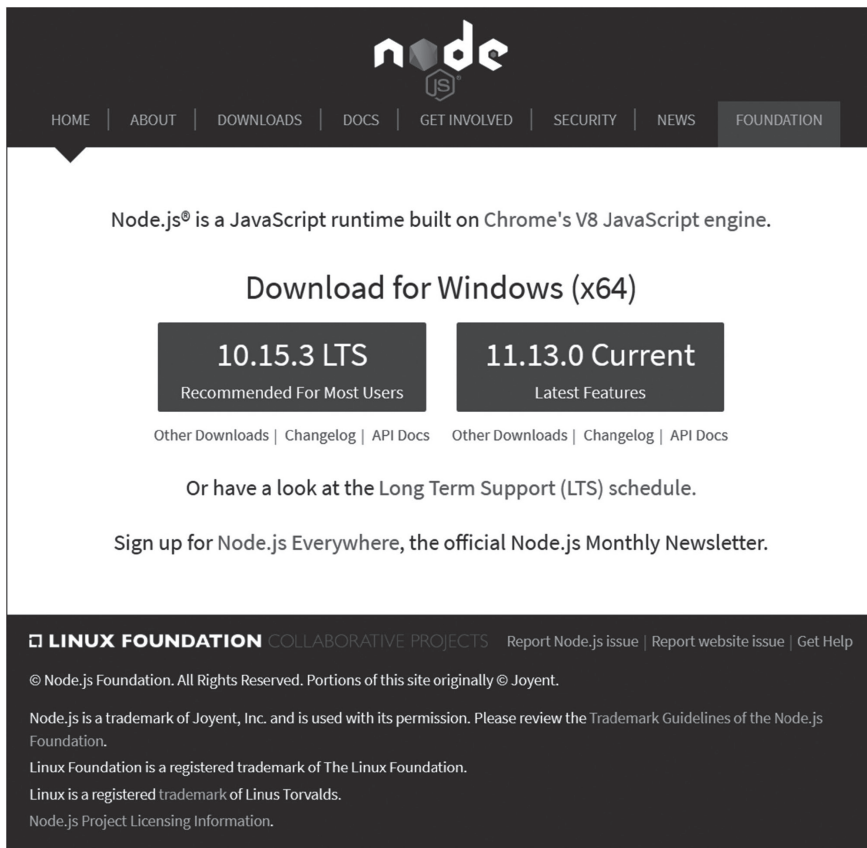 node
JS
HOME | ABOUT | DOWNLOADS | DOCS | GET INVOLVED | SECURITY | NEWS FOUNDATION
Node.js® is a JavaScript runtime built on Chrome's V8 JavaScript engine.
Download for Windows (x64)
10.15.3 LTS
Recommended For Most Users
11.13.0 Current
Latest Features
Other Downloads | Changelog | API Docs
Other Downloads | Changelog | API Docs
Or have a look at the Long Term Support (LTS) schedule.
Sign up for Node.js Everywhere, the official Node.js Monthly Newsletter.
LINUX FOUNDATION COLLABORATIVE PROJECTS
Report Node.js issue | Report website issue | Get Help
© Node.js Foundation. All Rights Reserved. Portions of this site originally © Joyent.
Node.js is a trademark of Joyent, Inc. and is used with its permission. Please review the Trademark Guidelines of the Node.js
Foundation.
Linux Foundation is a registered trademark of The Linux Foundation.
Linux is a registered trademark of Linus Torvalds.
Node.js Project Licensing Information.